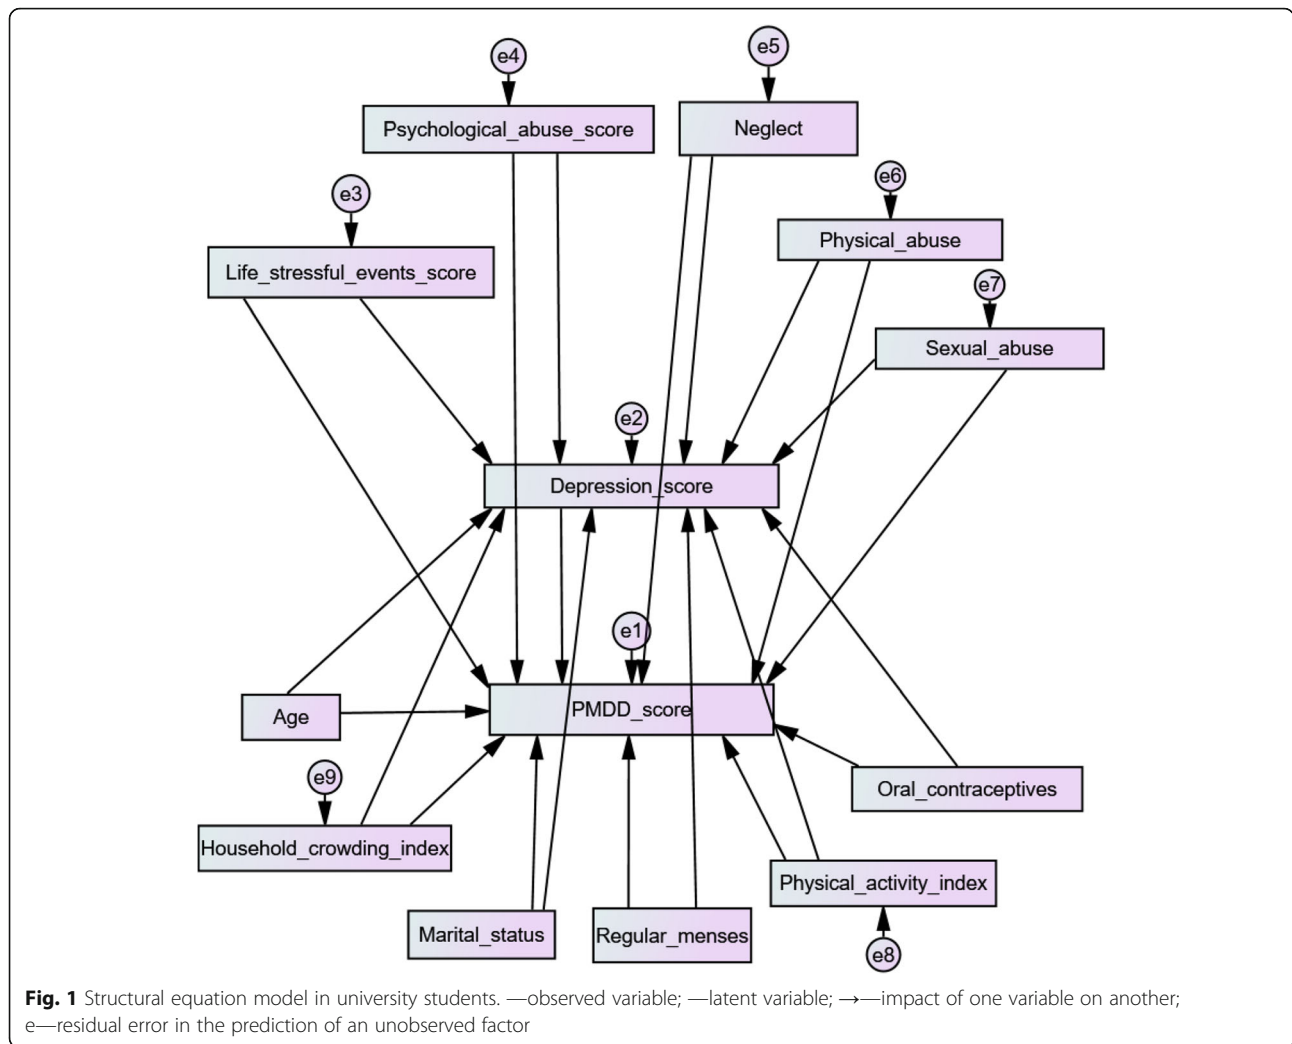 e4
e5
Psychological_abuse_score
Neglect
e3
e6
Physical_abuse
Life_stressful_events_score
e7
Sexual_abuse
e2
Depression_score
e1
Age
PMDD_score
e9
Oral_contraceptives
Household_crowding_index
Physical_activity_index
Marital_status
Regular_menses
e8
Fig. 1 Structural equation model in university students. —observed variable; —latent variable; →—impact of one variable on another;
e—residual error in the prediction of an unobserved factor